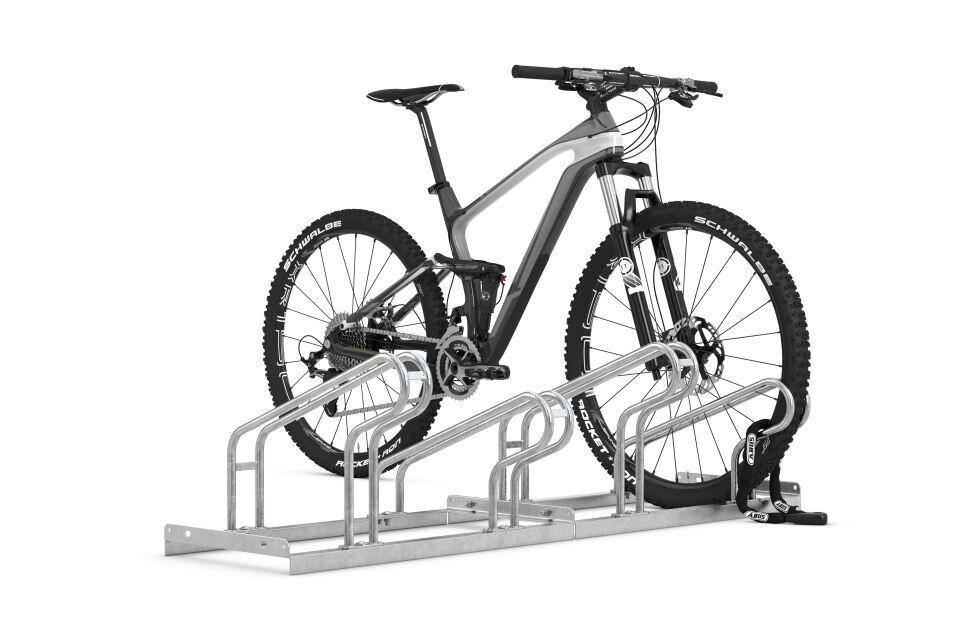 SCHWALBE
SCHWALBE
ROCKET RON
ROCKET RON
ABUS
ABUS